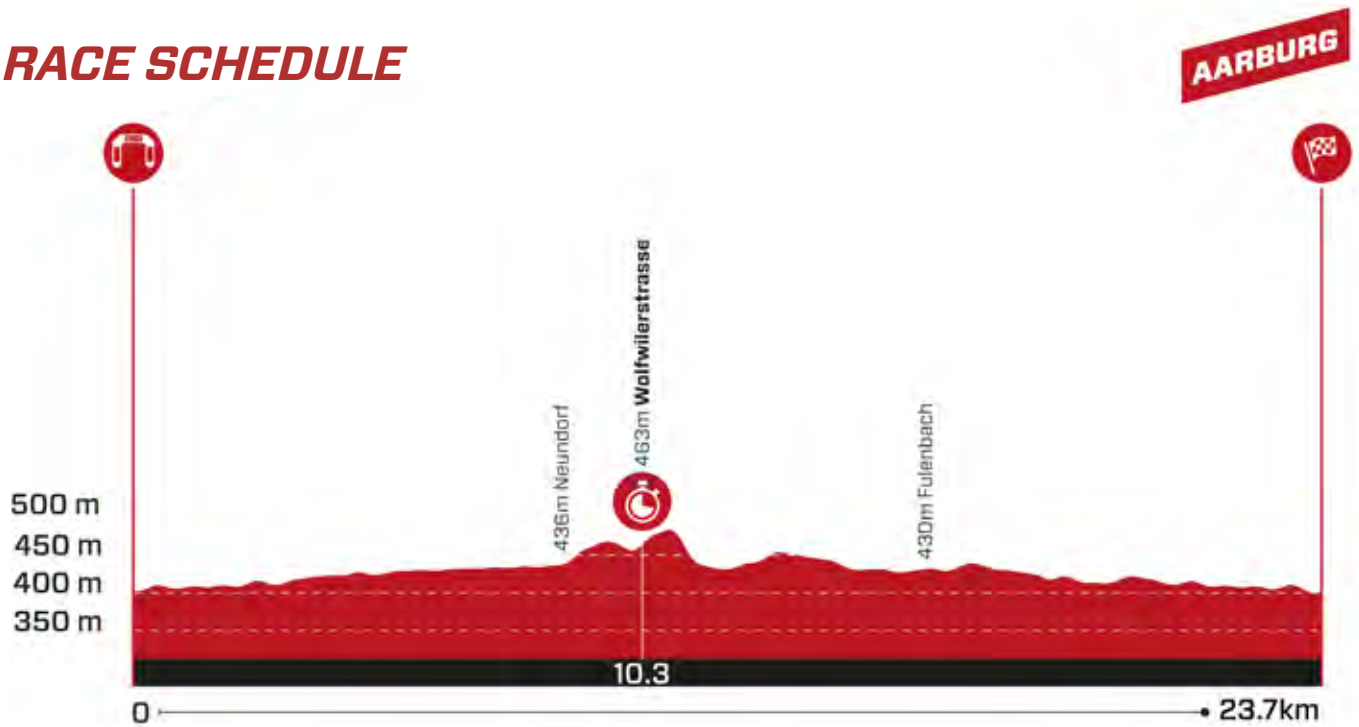 RACE SCHEDULE
AARBURG
436m Neundorf
463m Wolfwilerstrasse
430m Fulenbach
500 m
450 m
400 m
350 m
10.3
0
23.7km